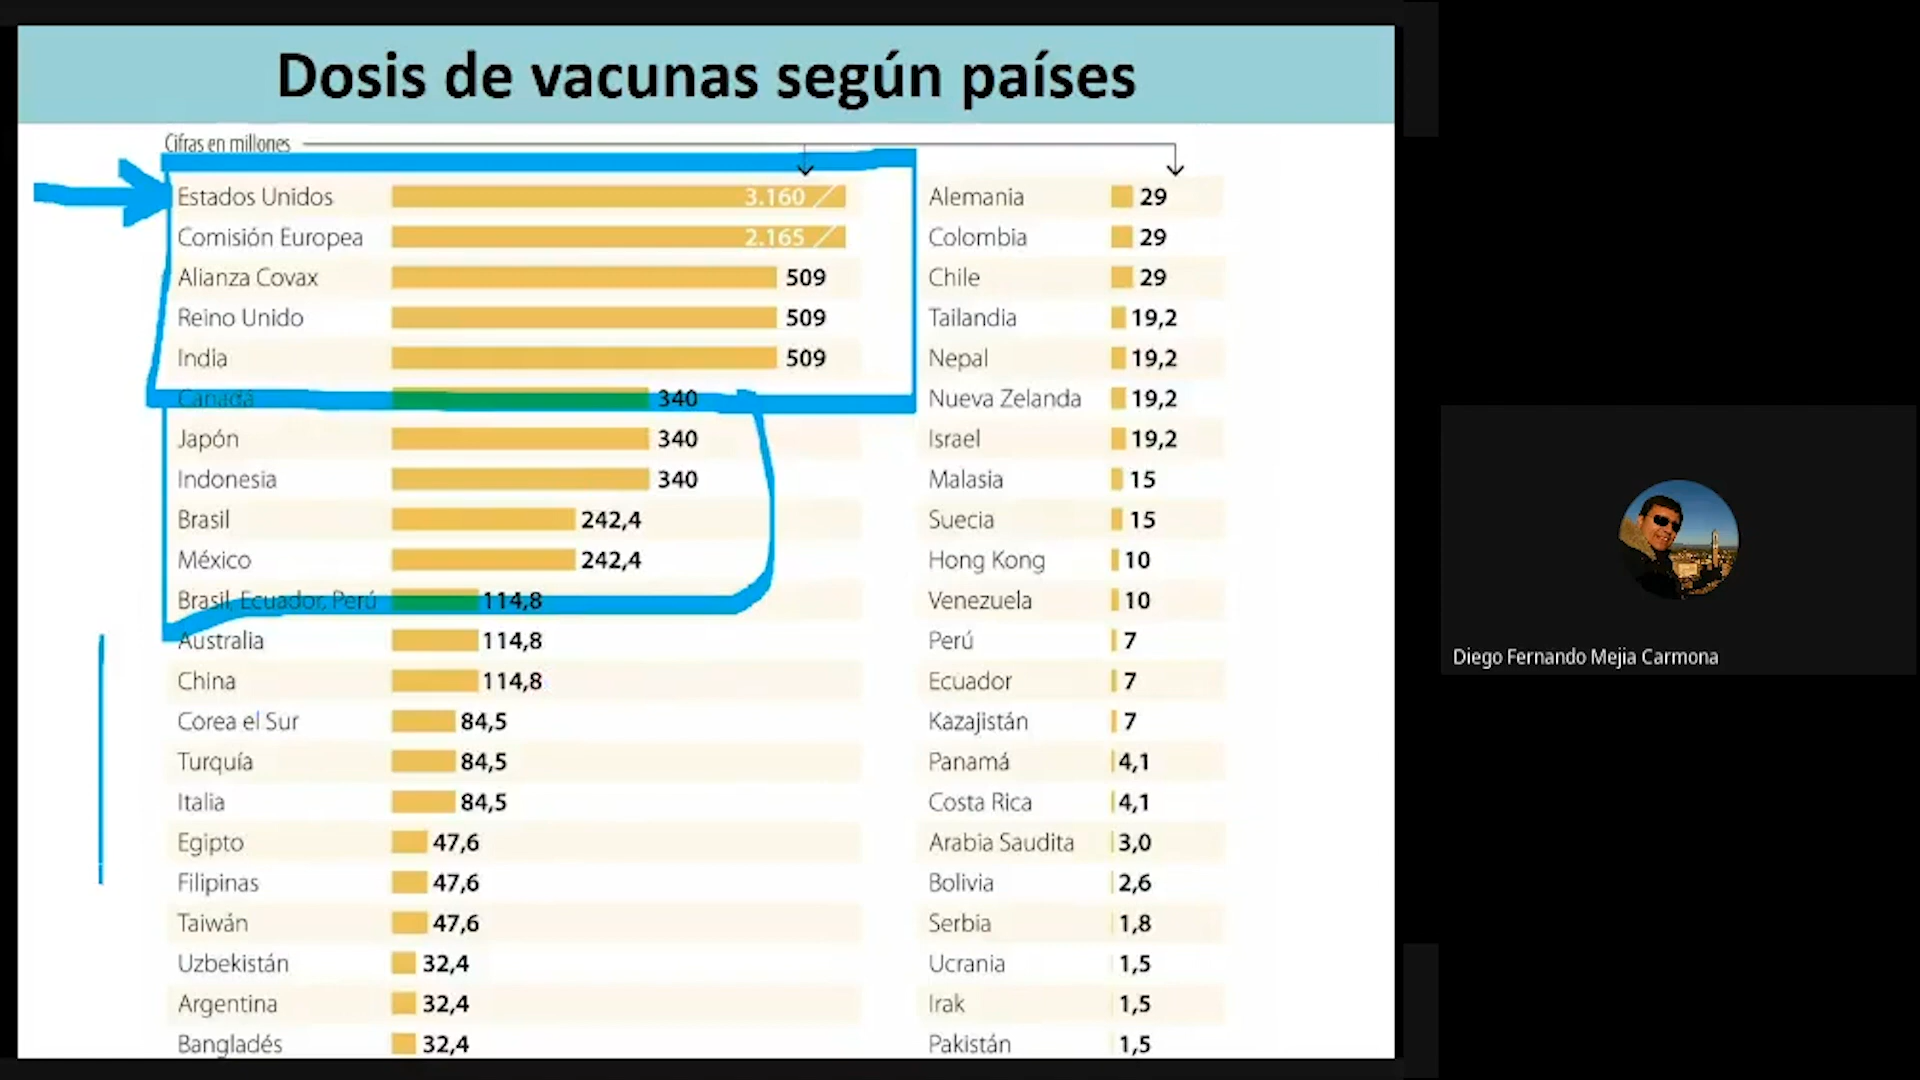 Dosis de vacunas según países
Cifras en millones
Estados Unidos 3.160
Comisión Europea 2.165
Alianza Covax 509
Reino Unido 509
India 509
Canadá 340
Japón 340
Indonesia 340
Brasil 242,4
México 242,4
Brasil, Ecuador, Perú 114,8
Australia 114,8
China 114,8
Corea el Sur 84,5
Turquía 84,5
Italia 84,5
Egipto 47,6
Filipinas 47,6
Taiwán 47,6
Uzbekistán 32,4
Argentina 32,4
Bangladés 32,4
Alemania 29
Colombia 29
Chile 29
Tailandia 19,2
Nepal 19,2
Nueva Zelanda 19,2
Israel 19,2
Malasia 15
Suecia 15
Hong Kong 10
Venezuela 10
Perú 7
Ecuador 7
Kazajistán 7
Panamá 4,1
Costa Rica 4,1
Arabia Saudita 3,0
Bolivia 2,6
Serbia 1,8
Ucrania 1,5
Irak 1,5
Pakistán 1,5
Diego Fernando Mejia Carmona